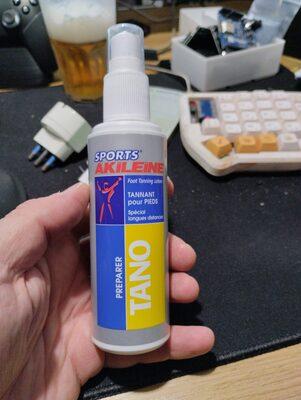 SPORTS
AKILEINE
Foot Tanning Lotion
TANNANT
pour PIEDS
Spécial
longues distances
PREPARER
TANO